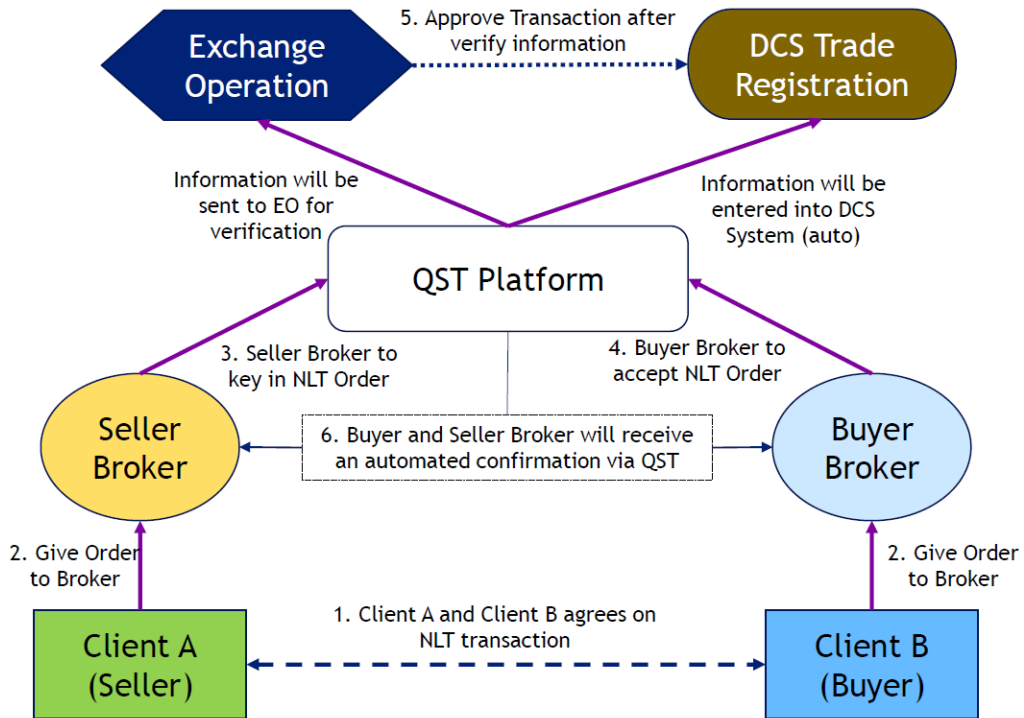 5. Approve Transaction after
verify information
Exchange
Operation
DCS Trade
Registration
Information will be
sent to EO for
verification
Information will be
entered into DCS
System (auto)
QST Platform
3. Seller Broker to
key in NLT Order
4. Buyer Broker to
accept NLT Order
Seller
Broker
6. Buyer and Seller Broker will receive
an automated confirmation via QST
Buyer
Broker
2. Give Order
to Broker
2. Give Order
to Broker
1. Client A and Client B agrees on
NLT transaction
Client A
(Seller)
Client B
(Buyer)